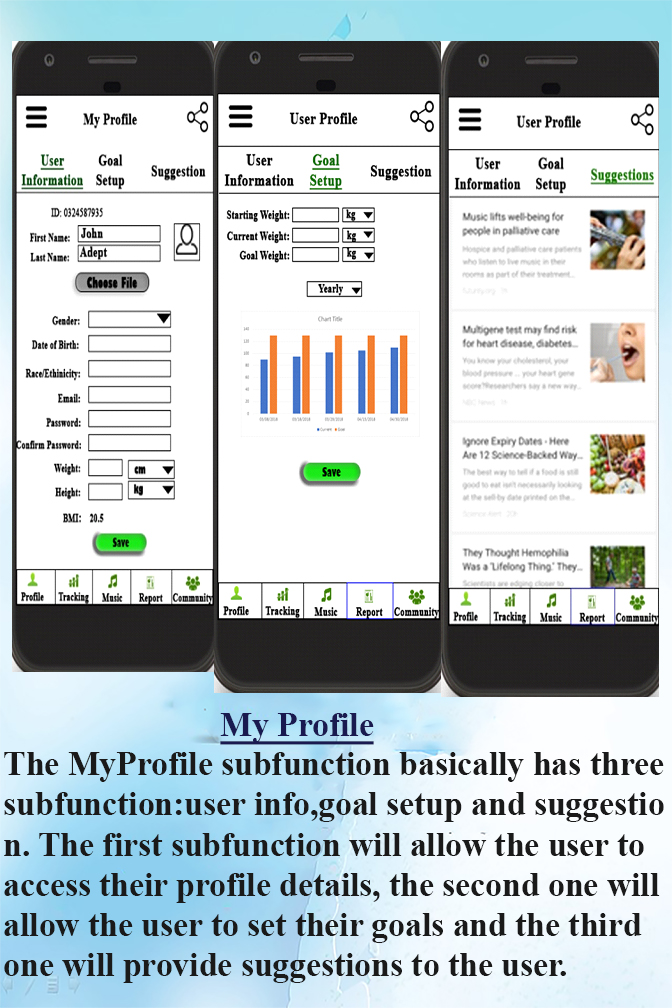 My Profile
User Information
Goal Setup
Suggestion
ID: 0324587935
First Name: John
Last Name: Adept
Choose File
Gender:
Date of Birth:
Race/Ethinicity:
Email:
Password:
Confirm Password:
Weight: cm
Height: kg
BMI: 20.5
Save
Profile Tracking Music Report Community
User Profile
User Information
Goal Setup
Suggestion
Starting Weight: kg
Current Weight: kg
Goal Weight: kg
Yearly
Chart Title
140
120
100
80
60
40
20
0
Current Goal
Save
Profile Tracking Music Report Community
User Profile
User Information
Goal Setup
Suggestions
Music lifts well-being for
people in palliative care
Hospice and palliative care patients
who listen to live music in their
rooms as part of their treatment...
Multigene test may find risk
for heart disease, diabetes...
You know your cholesterol, your
blood pressure ... your heart gene
score?Researchers say a new way..
NBC News
Ignore Expiry Dates - Here
Are 12 Science-Backed Way...
The best way to tell if a food is still
good to eat isn't necessarily looking
at the sell-by date printed on the...
They Thought Hemophilia
Was a 'Lifelong Thing.' They...
Scientists are edging closer to
Profile Tracking Music Report Community
My Profile
The MyProfile subfunction basically has three
subfunction:user info,goal setup and suggestio
n. The first subfunction will allow the user to
access their profile details, the second one will
allow the user to set their goals and the third
one will provide suggestions to the user.